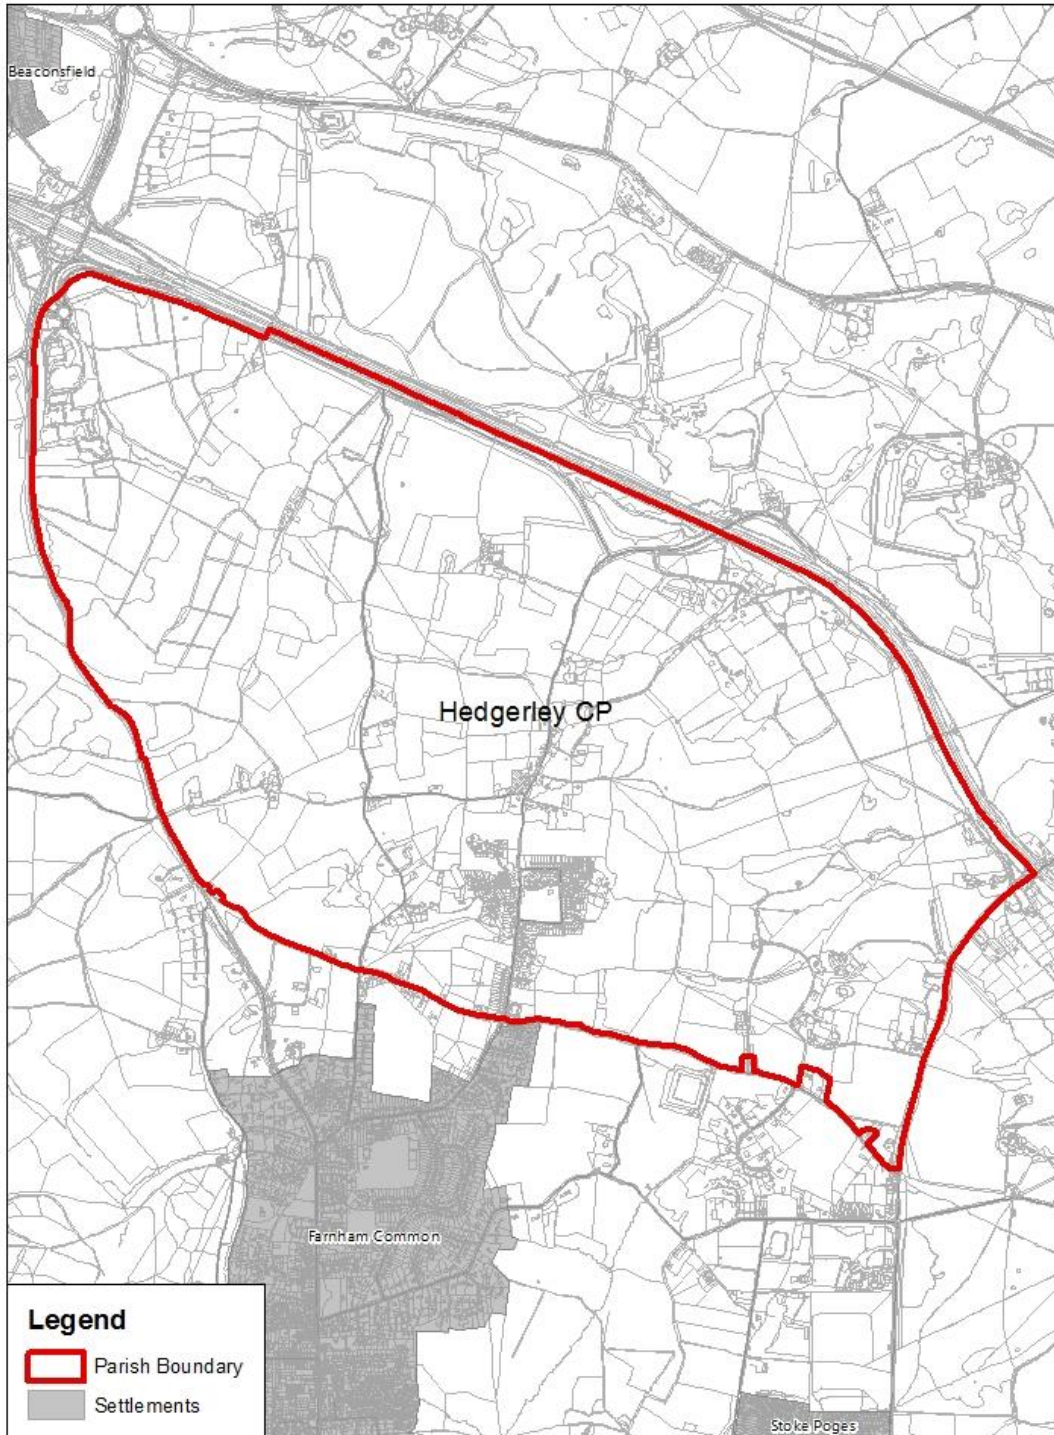 Beaconsfield
Hedgerley CP
Farnham Common
Legend
Parish Boundary
Settlements
Stoke Poges